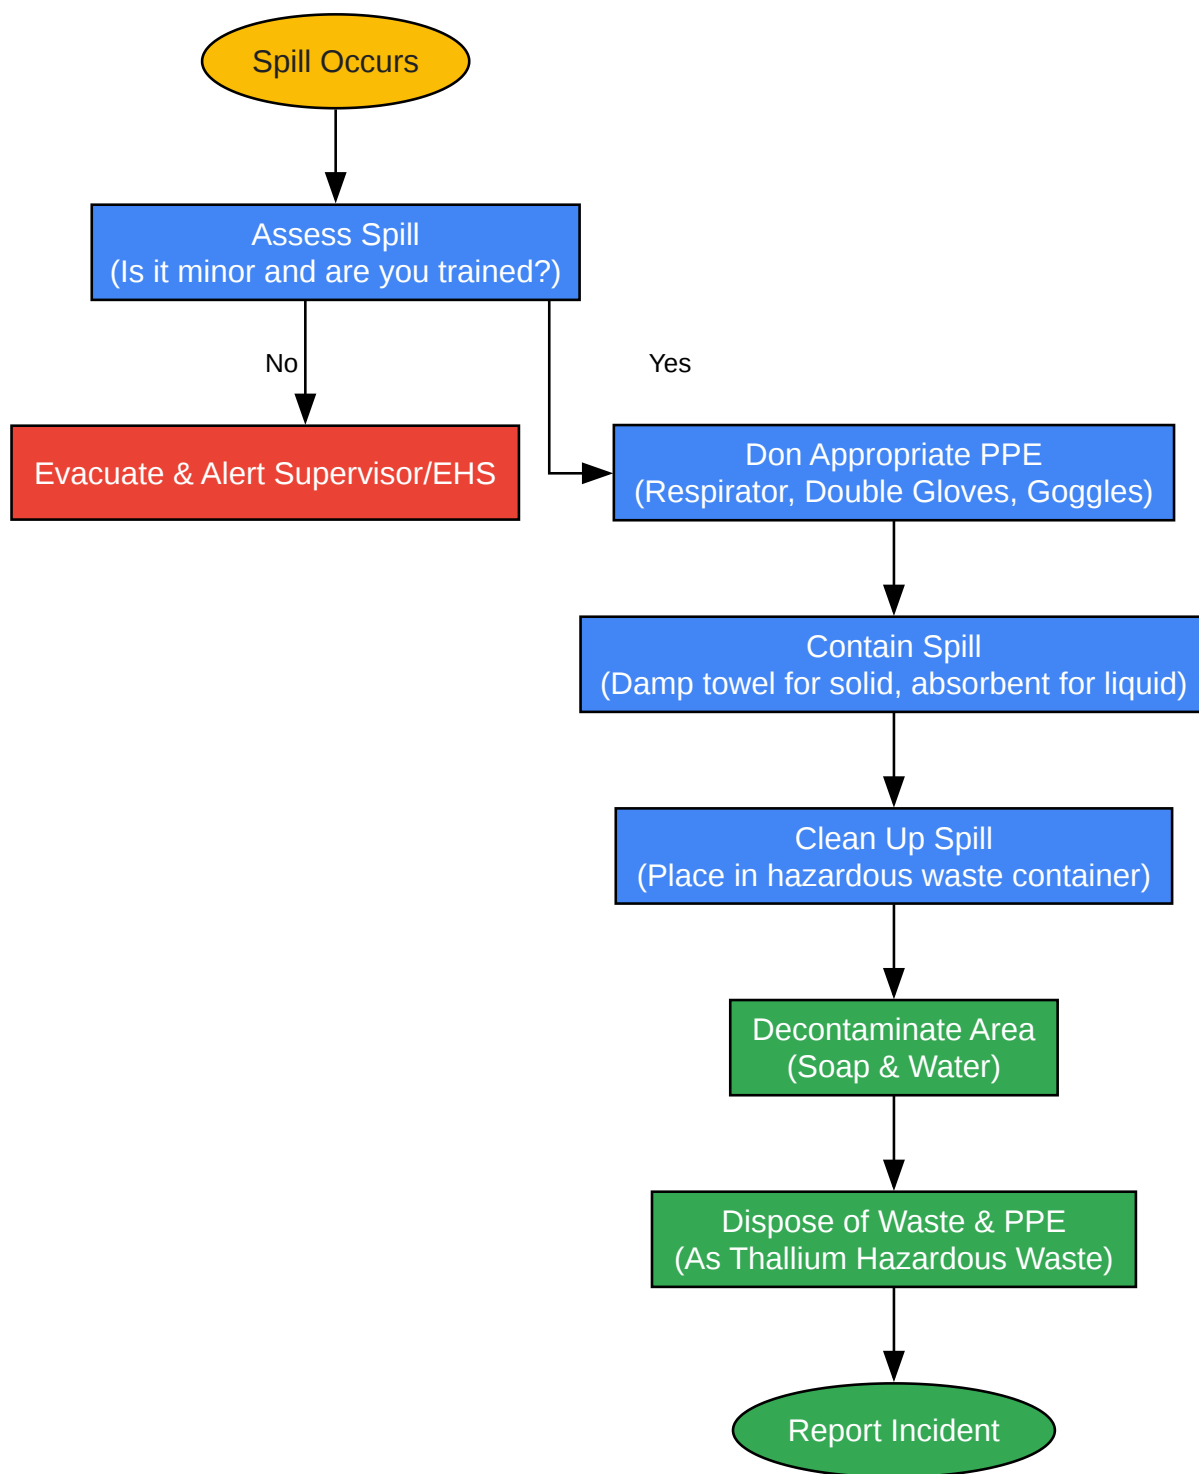 Spill Occurs
Assess Spill
(Is it minor and are you trained?)
No
Yes
Evacuate & Alert Supervisor/EHS
Don Appropriate PPE
(Respirator, Double Gloves, Goggles)
Contain Spill
(Damp towel for solid, absorbent for liquid)
Clean Up Spill
(Place in hazardous waste container)
Decontaminate Area
(Soap & Water)
Dispose of Waste & PPE
(As Thallium Hazardous Waste)
Report Incident